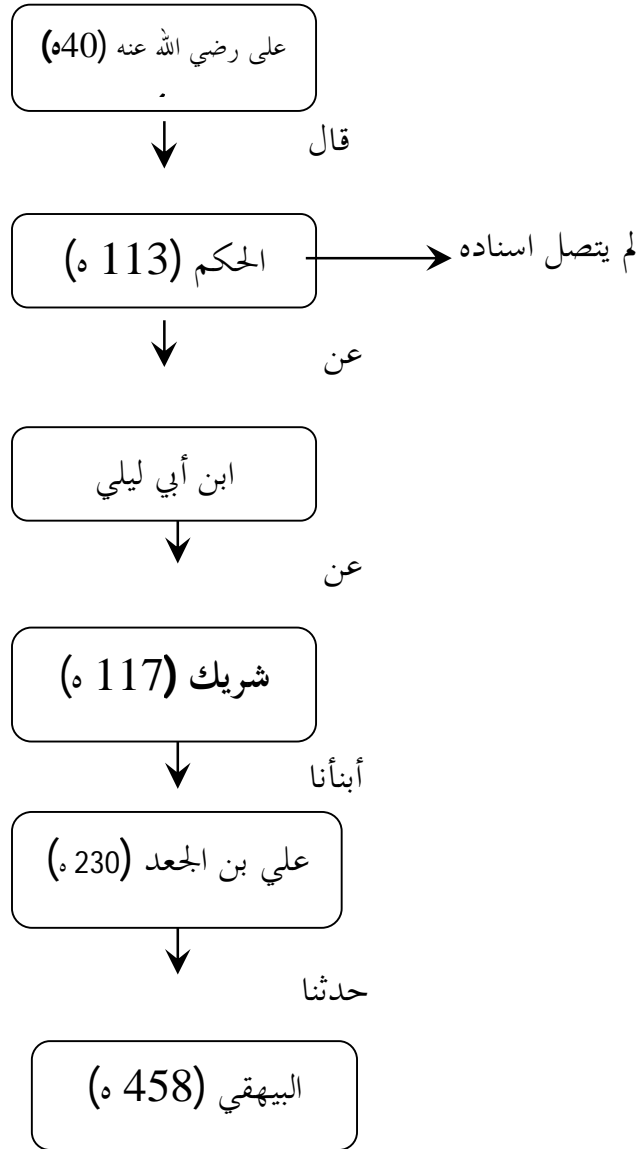 على رضي الله عنه (40ه)
قال
الحكم (113 ه)
لم يتصل اسناده
عن
ابن أبي ليلي
عن
شريك (117 ه)
أبنأنا
علي بن الجعد (230 ه)
حدثنا
البيهقي (458 ه)